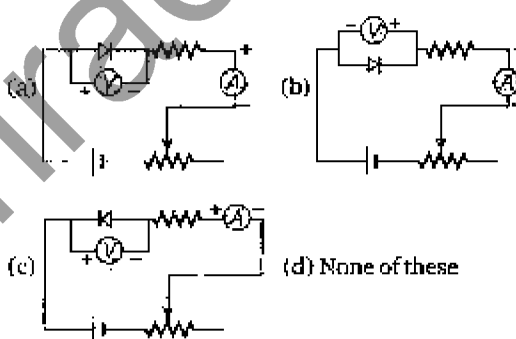 (a)
+
V
+ −
A
(b)
− +
V
A
(c)
+ −
V
+ −
A
(d) None of these